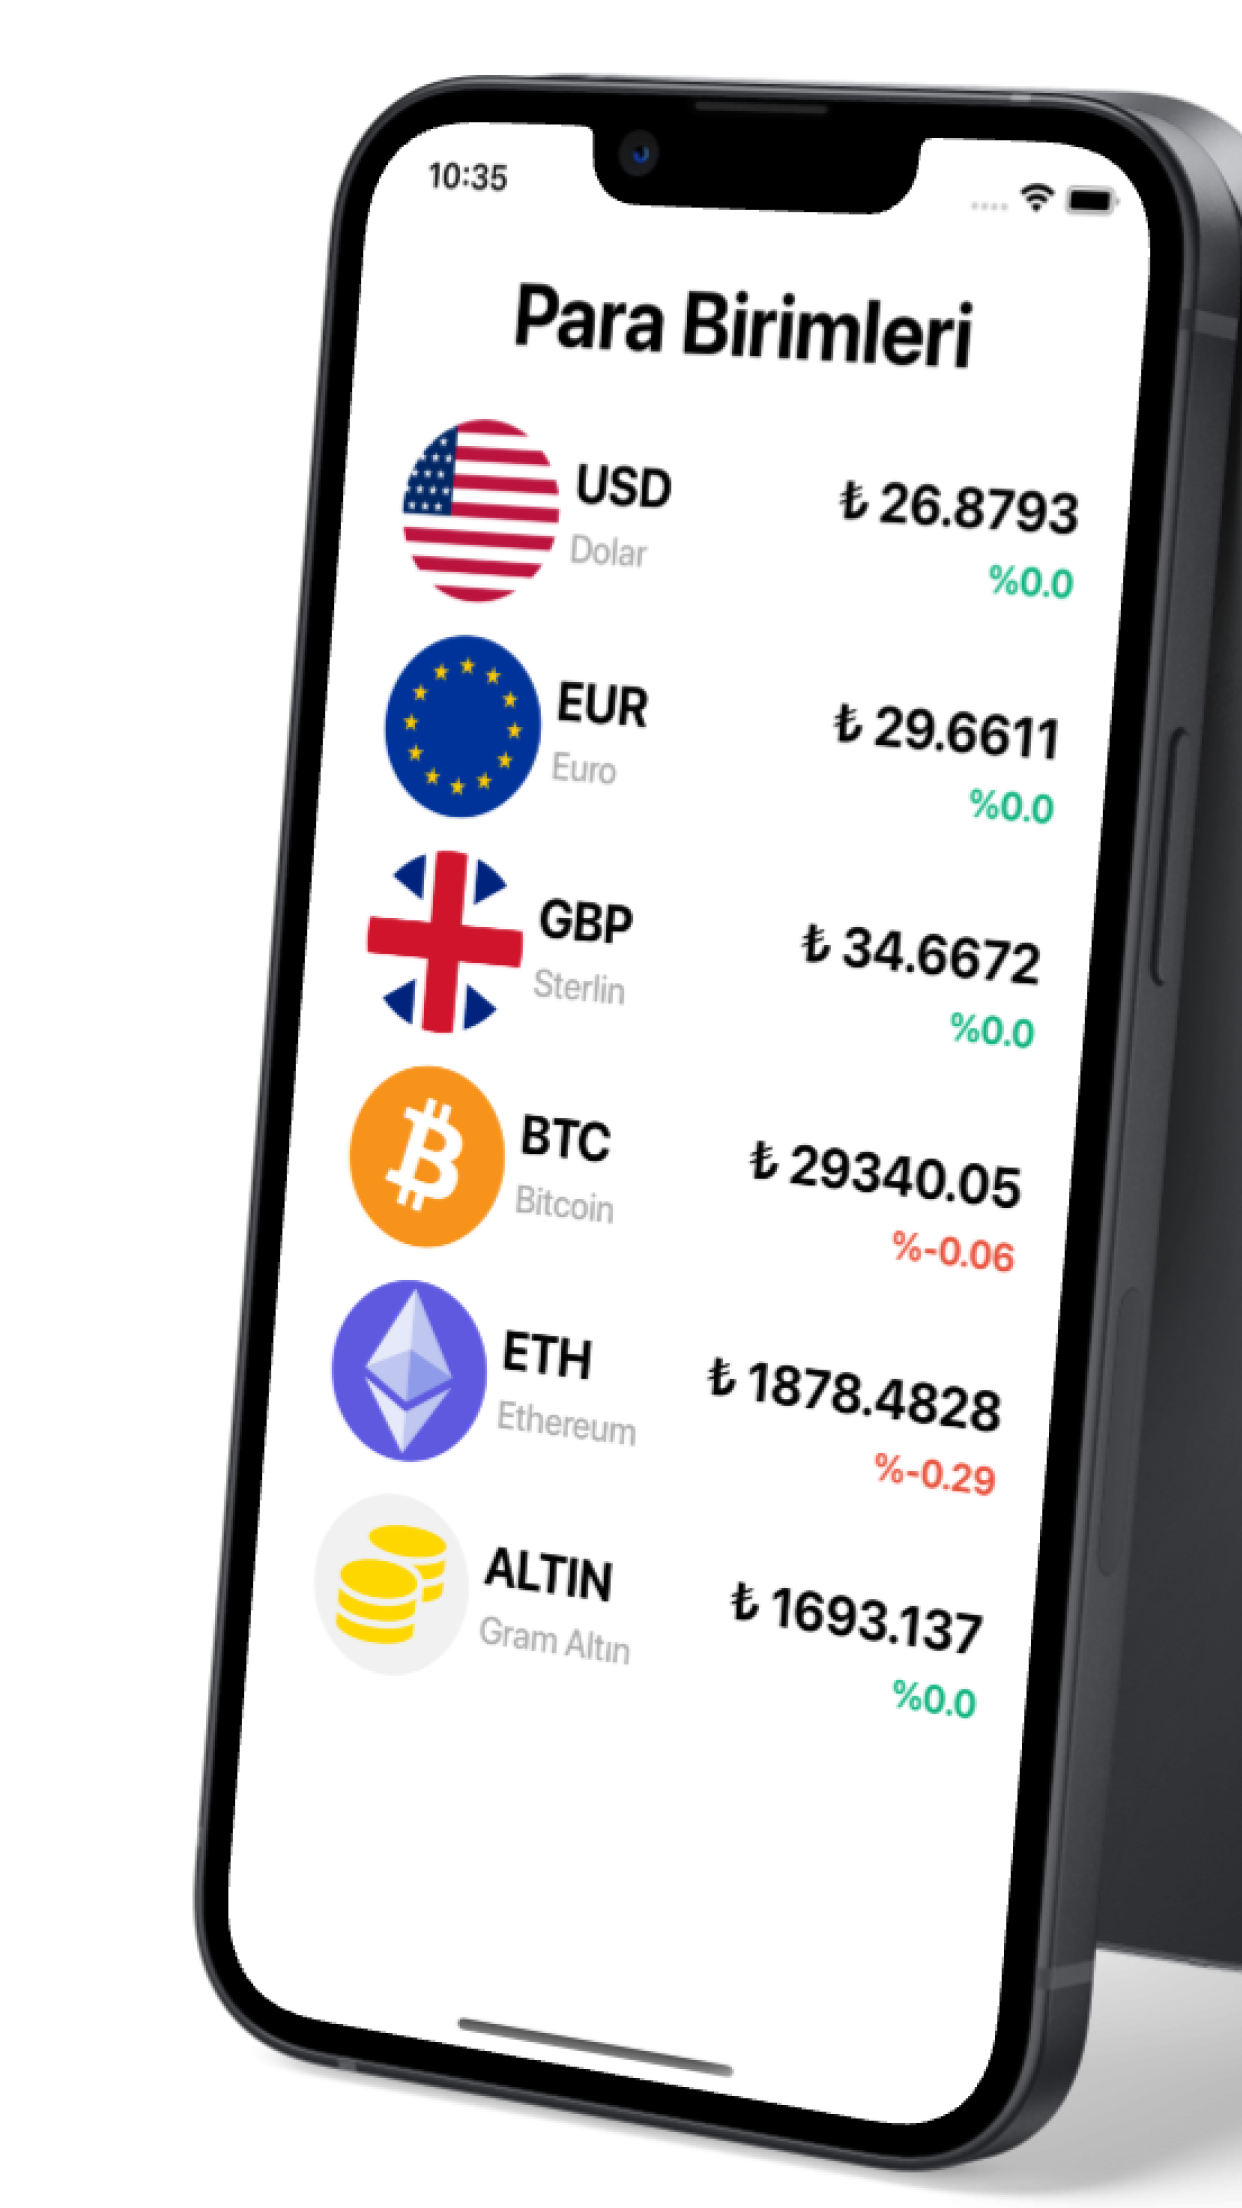 10:35
Para Birimleri
USD
₺ 26.8793
Dolar
%0.0
EUR
₺ 29.6611
Euro
%0.0
GBP
₺ 34.6672
Sterlin
%0.0
BTC
₺ 29340.05
Bitcoin
%-0.06
ETH
₺ 1878.4828
Ethereum
%-0.29
ALTIN
₺ 1693.137
Gram Altın
%0.0